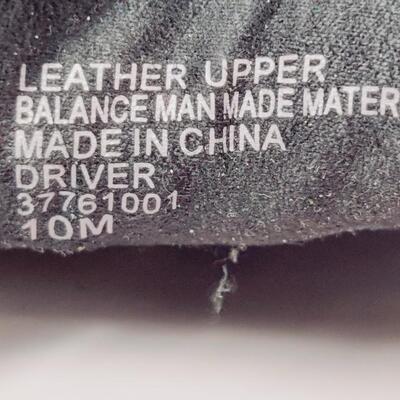 LEATHER UPPER
BALANCE MAN MADE MATER
MADE IN CHINA
DRIVER
37761001
10M